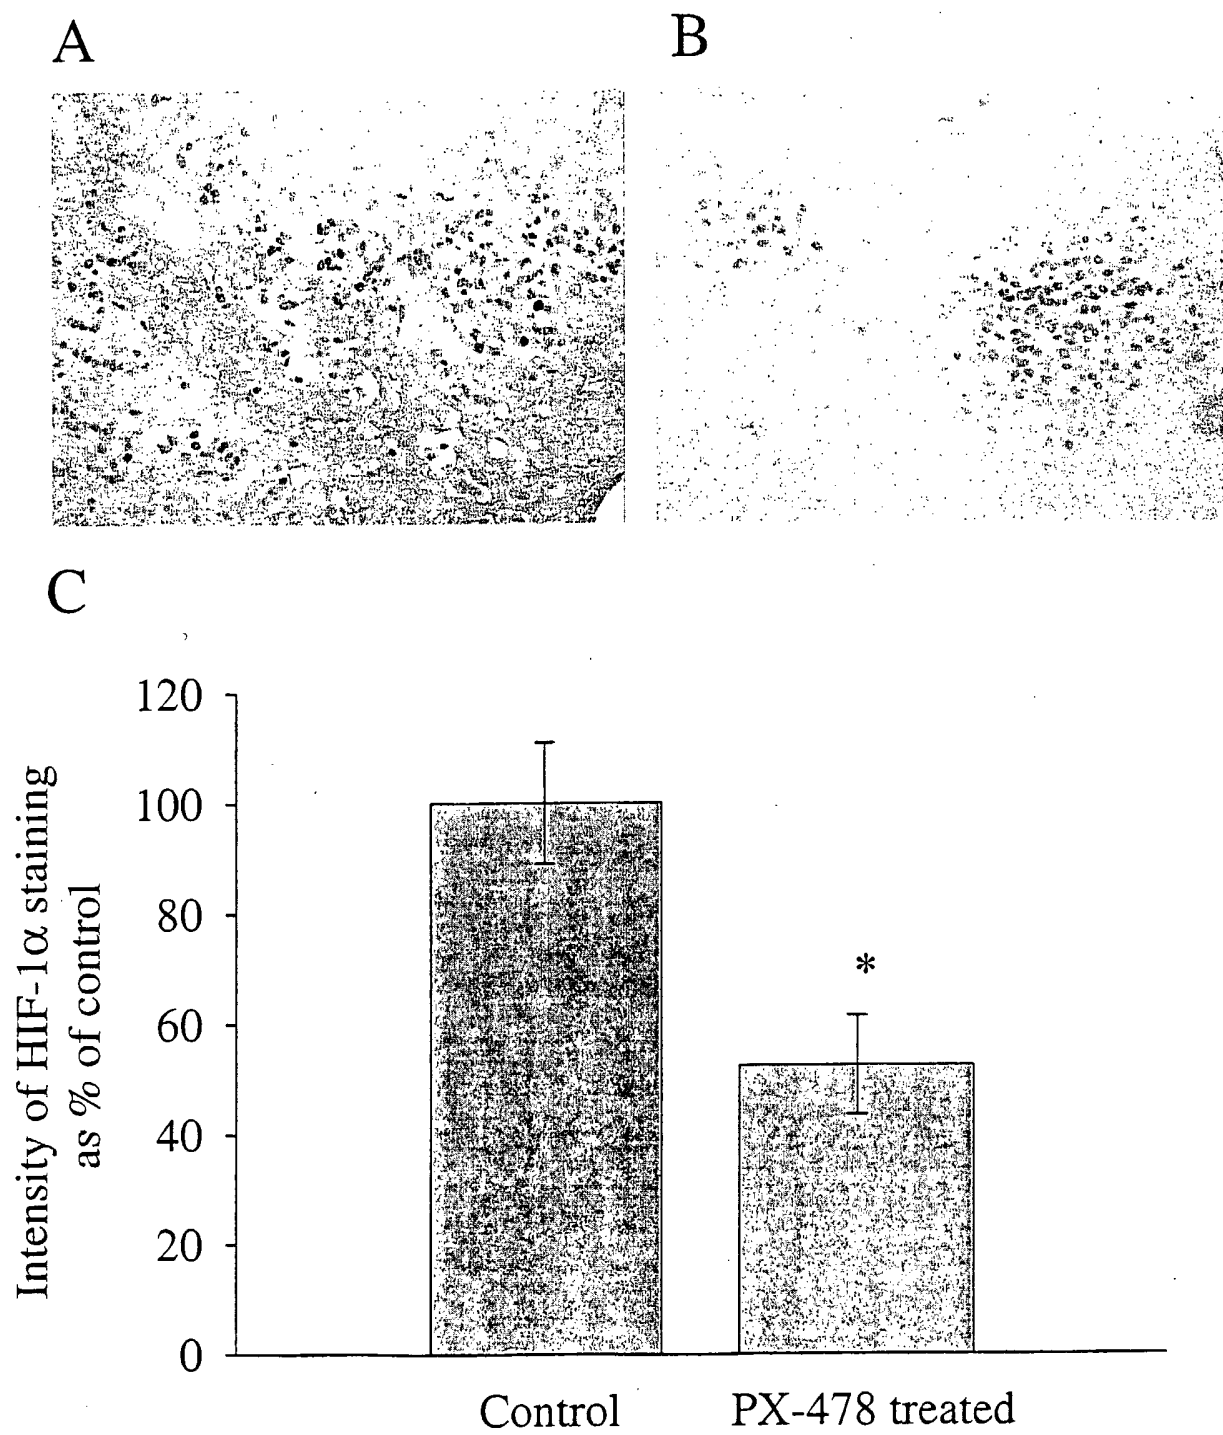 A
B
C
120
100
80
60
40
20
0
Intensity of HIF-1α staining
as % of control
*
Control
PX-478 treated